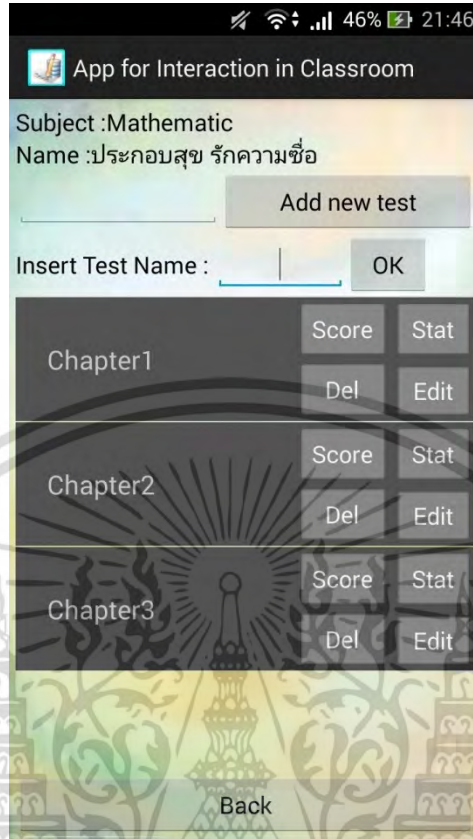 46% 21:46
App for Interaction in Classroom
Subject :Mathematic
Name :ประกอบสุข รักความซื่อ
Add new test
Insert Test Name : OK
Score Stat
Chapter1
Del Edit
Score Stat
Chapter2
Del Edit
Score Stat
Chapter3
Del Edit
Back